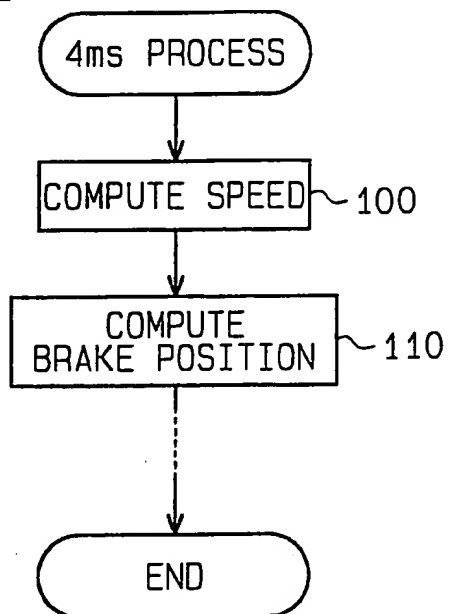 4ms PROCESS
COMPUTE SPEED
100
COMPUTE
BRAKE POSITION
110
END